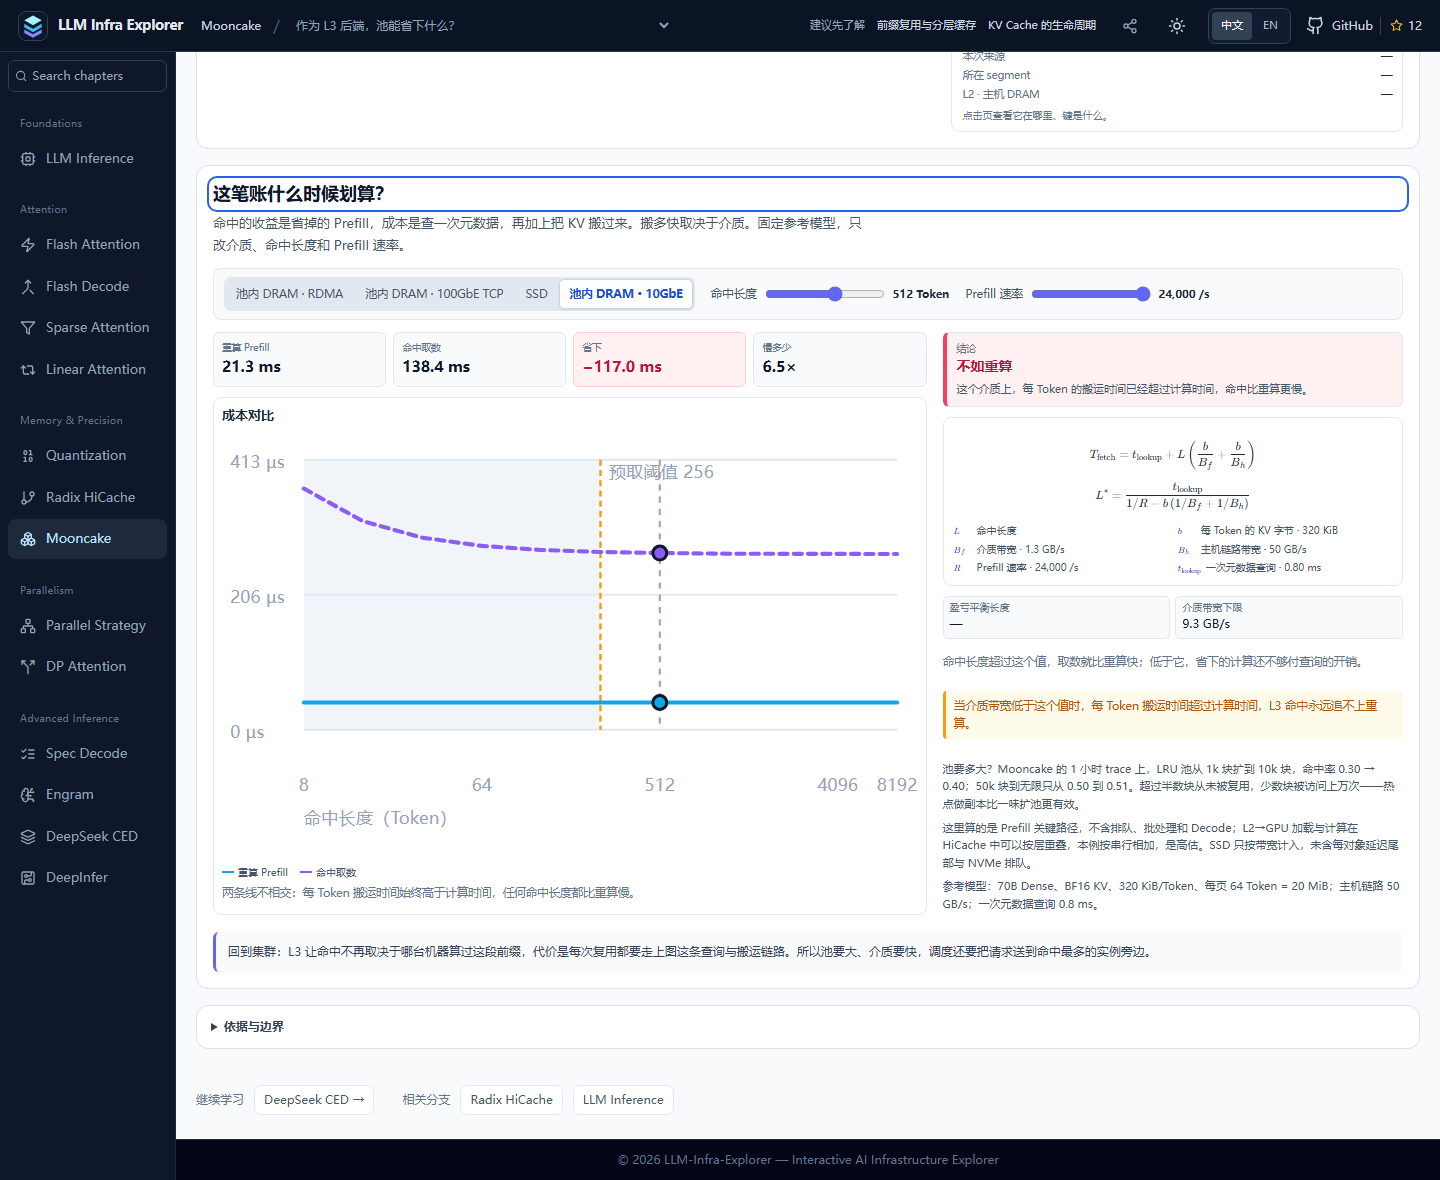 LLM Infra Explorer
Mooncake / 作为 L3 后端，池能省下什么？
建议先了解 前缀复用与分层缓存 KV Cache 的生命周期
中文 EN GitHub 12
Search chapters
Foundations
LLM Inference
Attention
Flash Attention
Flash Decode
Sparse Attention
Linear Attention
Memory & Precision
Quantization
Radix HiCache
Mooncake
Parallelism
Parallel Strategy
DP Attention
Advanced Inference
Spec Decode
Engram
DeepSeek CED
DeepInfer
本次来源 —
所在 segment —
L2 · 主机 DRAM —
点击页查看它在哪里、键是什么。
这笔账什么时候划算？
命中的收益是省掉的 Prefill，成本是查一次元数据，再加上把 KV 搬过来。搬多快取决于介质。固定参考模型，只
改介质、命中长度和 Prefill 速率。
池内 DRAM · RDMA 池内 DRAM · 100GbE TCP SSD 池内 DRAM · 10GbE 命中长度 512 Token Prefill 速率 24,000 /s
重算 Prefill
21.3 ms
命中取数
138.4 ms
省下
−117.0 ms
慢多少
6.5×
成本对比
413 µs
预取阈值 256
206 µs
0 µs
8 64 512 4096 8192
命中长度（Token）
重算 Prefill 命中取数
两条线不相交：每 Token 搬运时间始终高于计算时间，任何命中长度都比重算慢。
结论
不如重算
这个介质上，每 Token 的搬运时间已经超过计算时间，命中比重算更慢。
T_fetch = t_lookup + L (b/B_f + b/B_h)
L* = t_lookup / (1/R − b (1/B_f + 1/B_h))
L 命中长度 b 每 Token 的 KV 字节 · 320 KiB
B_f 介质带宽 · 1.3 GB/s B_h 主机链路带宽 · 50 GB/s
R Prefill 速率 · 24,000 /s t_lookup 一次元数据查询 · 0.80 ms
盈亏平衡长度
—
介质带宽下限
9.3 GB/s
命中长度超过这个值，取数就比重算快；低于它，省下的计算还不够付查询的开销。
当介质带宽低于这个值时，每 Token 搬运时间超过计算时间，L3 命中永远追不上重
算。
池要多大？Mooncake 的 1 小时 trace 上，LRU 池从 1k 块扩到 10k 块，命中率 0.30 →
0.40；50k 块到无限只从 0.50 到 0.51。超过半数块从未被复用，少数块被访问上万次——热
点做副本比一味扩池更有效。
这里算的是 Prefill 关键路径，不含排队、批处理和 Decode；L2→GPU 加载与计算在
HiCache 中可以按层重叠，本例按串行相加，是高估。SSD 只按带宽计入，未含每对象延迟尾
部与 NVMe 排队。
参考模型：70B Dense、BF16 KV、320 KiB/Token、每页 64 Token = 20 MiB；主机链路 50
GB/s；一次元数据查询 0.8 ms。
回到集群：L3 让命中不再取决于哪台机器算过这段前缀，代价是每次复用都要走上图这条查询与搬运链路。所以池要大、介质要快，调度还要把请求送到命中最多的实例旁边。
依据与边界
继续学习 DeepSeek CED → 相关分支 Radix HiCache LLM Inference
© 2026 LLM-Infra-Explorer — Interactive AI Infrastructure Explorer